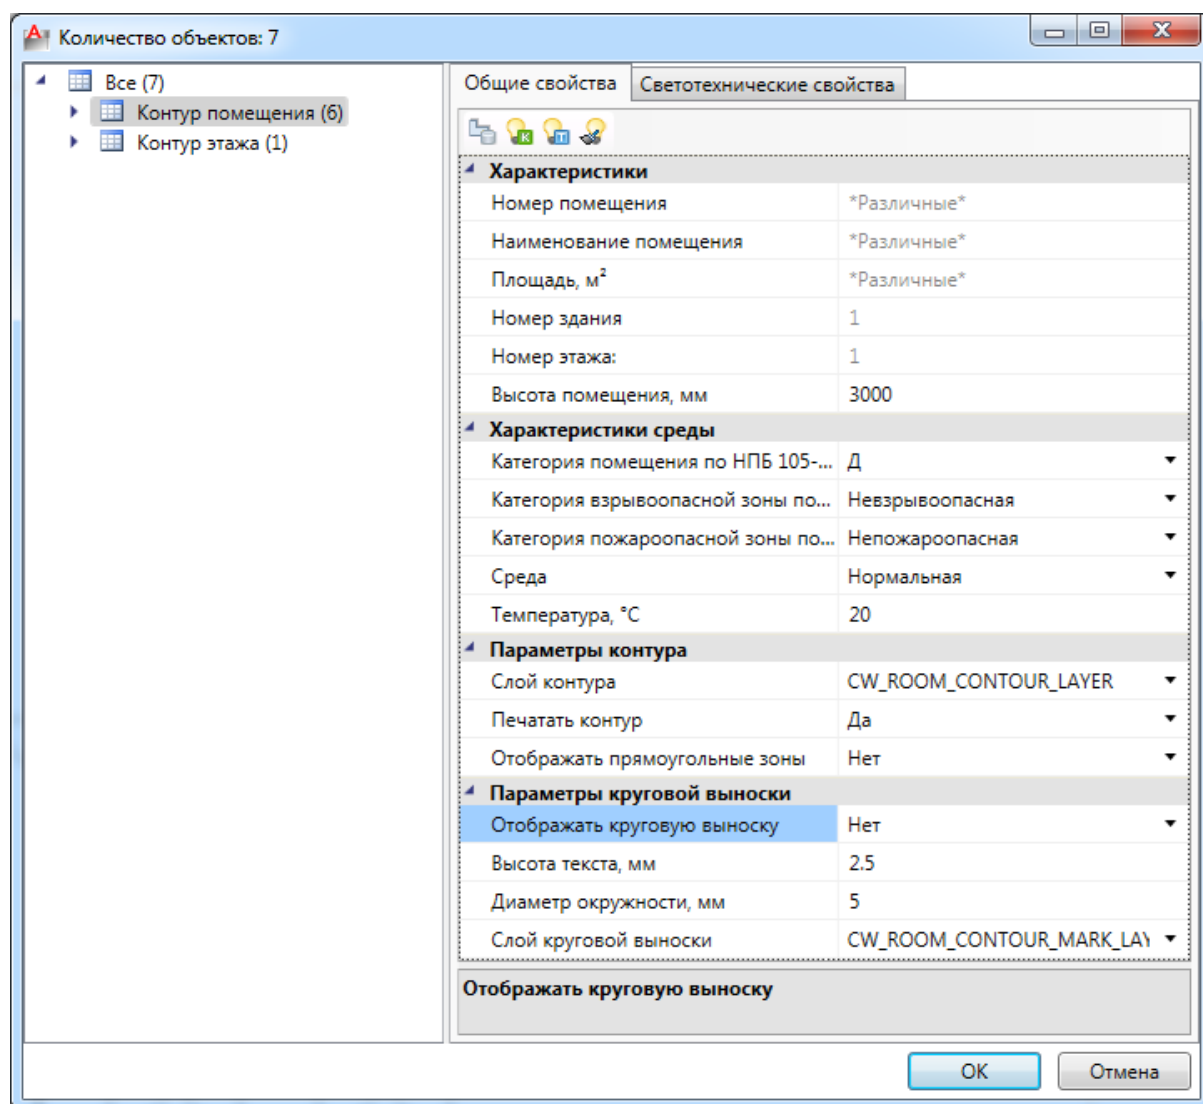 Количество объектов: 7
Все (7)
Контур помещения (6)
Контур этажа (1)
Общие свойства
Светотехнические свойства
Характеристики
Номер помещения *Различные*
Наименование помещения *Различные*
Площадь, м² *Различные*
Номер здания 1
Номер этажа: 1
Высота помещения, мм 3000
Характеристики среды
Категория помещения по НПБ 105-... Д
Категория взрывоопасной зоны по... Невзрывоопасная
Категория пожароопасной зоны по... Непожароопасная
Среда Нормальная
Температура, °C 20
Параметры контура
Слой контура CW_ROOM_CONTOUR_LAYER
Печатать контур Да
Отображать прямоугольные зоны Нет
Параметры круговой выноски
Отображать круговую выноску Нет
Высота текста, мм 2.5
Диаметр окружности, мм 5
Слой круговой выноски CW_ROOM_CONTOUR_MARK_LAY
Отображать круговую выноску
ОК Отмена